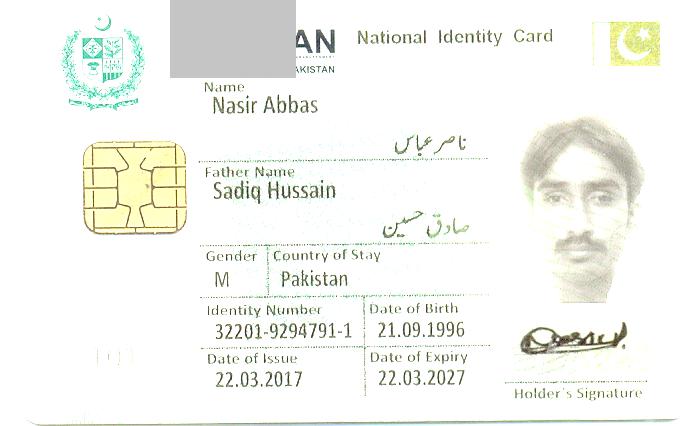 AN National Identity Card
AKISTAN
Name
Nasir Abbas
ناصر عباس
Father Name
Sadiq Hussain
صادق حسین
Gender Country of Stay
M Pakistan
Identity Number Date of Birth
32201-9294791-1 21.09.1996
Date of Issue Date of Expiry
22.03.2017 22.03.2027
Holder's Signature